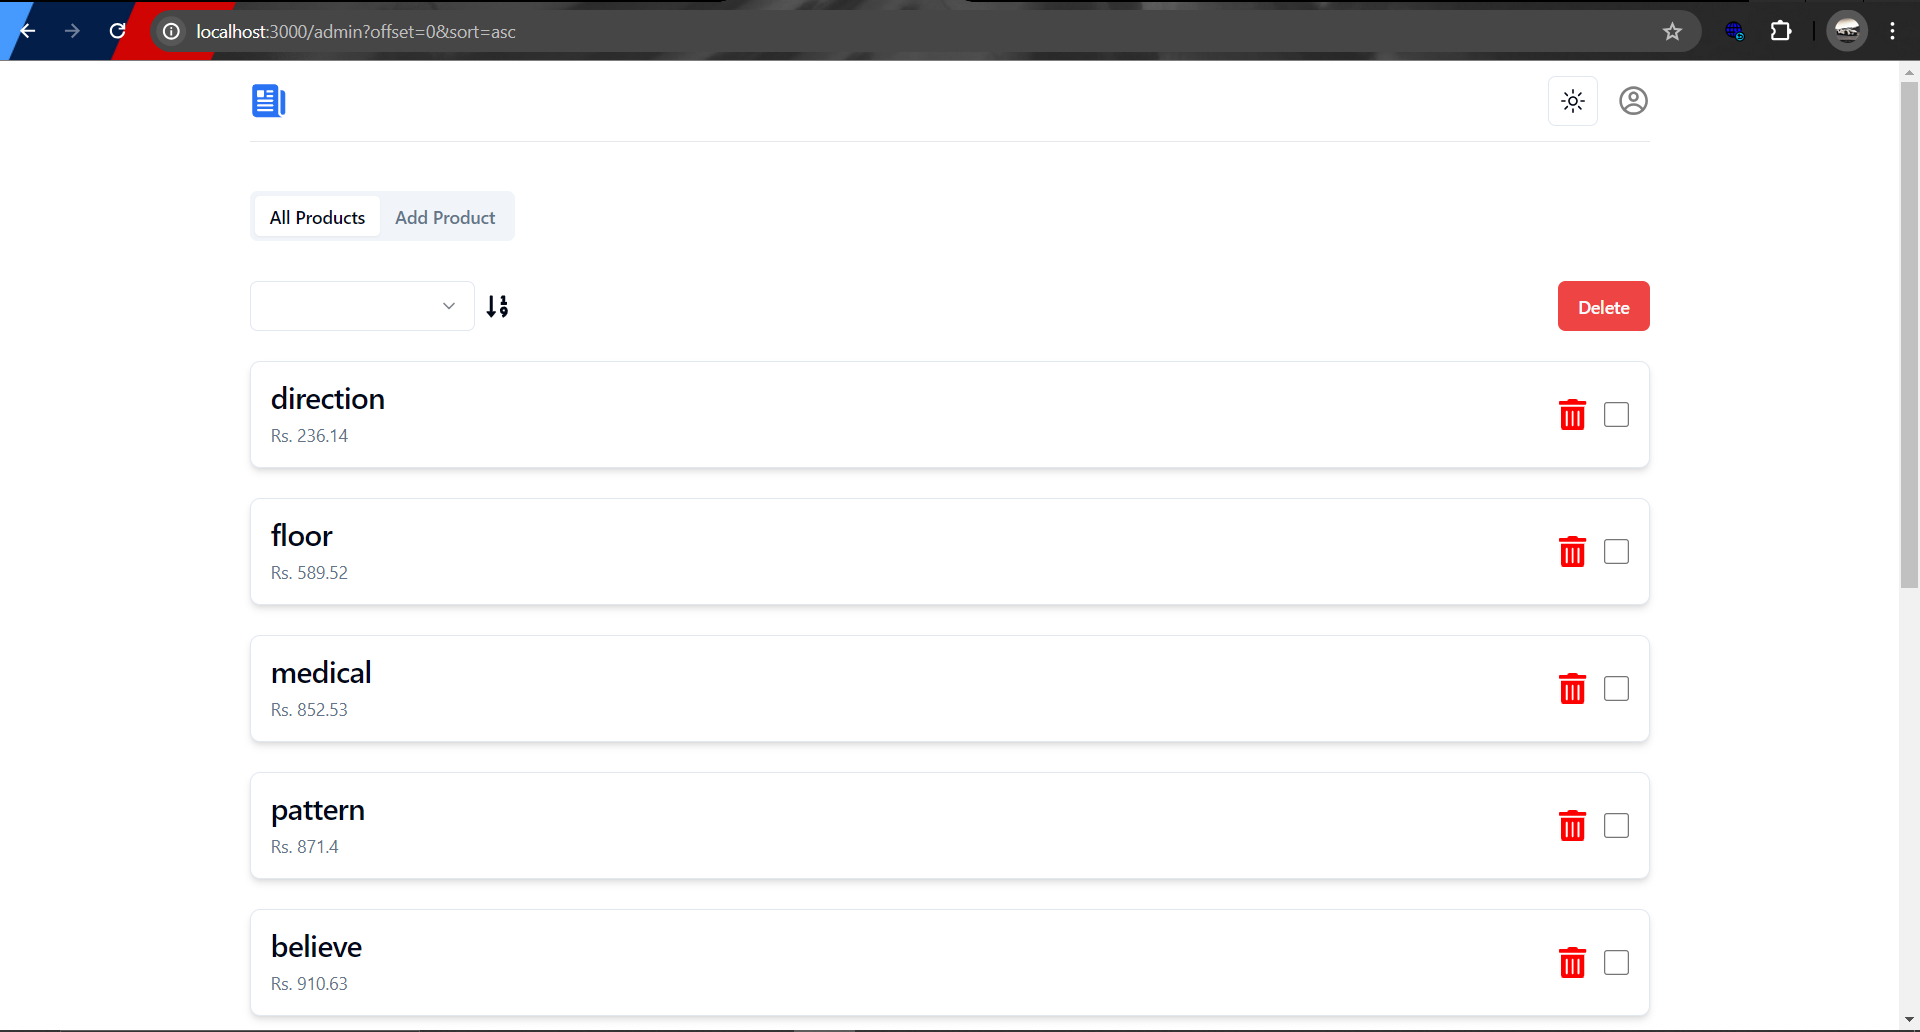 localhost:3000/admin?offset=0&sort=asc
All Products Add Product
Delete
direction
Rs. 236.14
floor
Rs. 589.52
medical
Rs. 852.53
pattern
Rs. 871.4
believe
Rs. 910.63